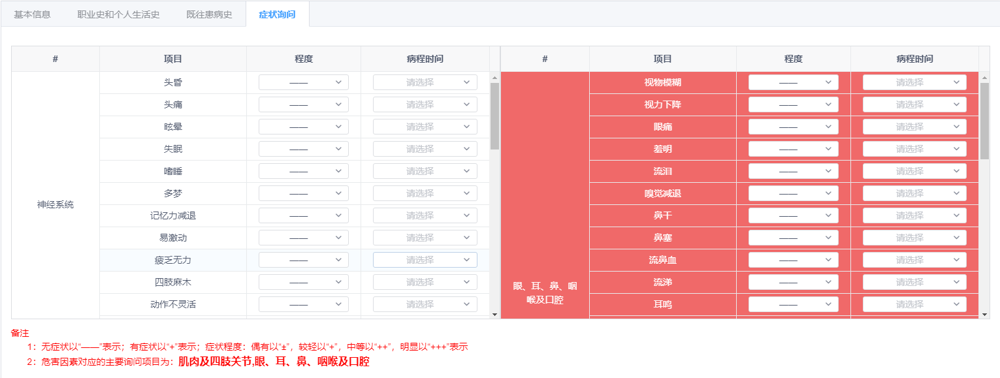 基本信息 职业史和个人生活史 既往患病史 症状询问
# 项目 程度 病程时间 # 项目 程度 病程时间
头昏 —— 请选择 视物模糊 —— 请选择
头痛 —— 请选择 视力下降 —— 请选择
眩晕 —— 请选择 眼痛 —— 请选择
失眠 —— 请选择 羞明 —— 请选择
嗜睡 —— 请选择 流泪 —— 请选择
多梦 —— 请选择 嗅觉减退 —— 请选择
神经系统
记忆力减退 —— 请选择 鼻干 —— 请选择
易激动 —— 请选择 鼻塞 —— 请选择
疲乏无力 —— 请选择 流鼻血 —— 请选择
四肢麻木 —— 请选择 眼、耳、鼻、咽 流涕 —— 请选择
喉及口腔
动作不灵活 —— 请选择 耳鸣 —— 请选择
备注
1：无症状以“——”表示；有症状以“+”表示；症状程度：偶有以“±”，较轻以“+”，中等以“++”，明显以“+++”表示
2：危害因素对应的主要询问项目为：肌肉及四肢关节,眼、耳、鼻、咽喉及口腔